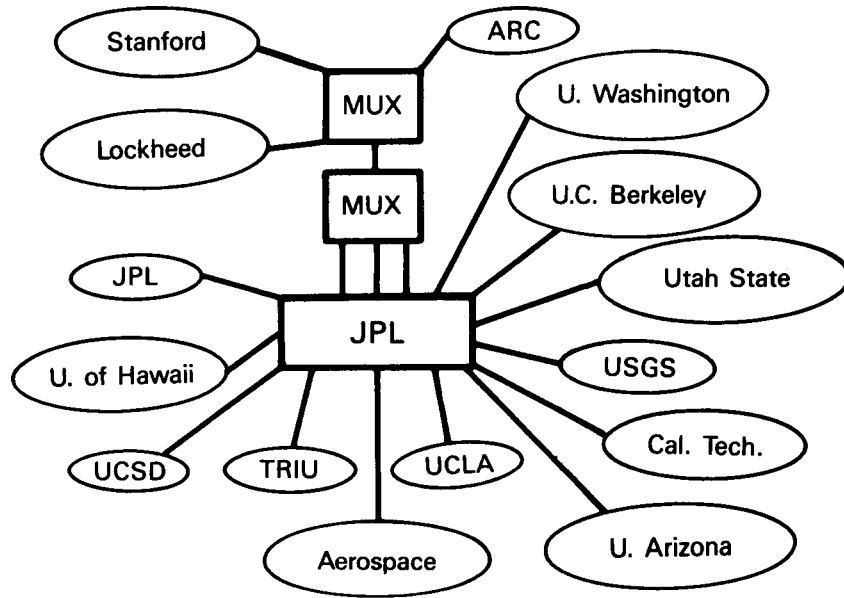 Stanford
ARC
MUX
U. Washington
Lockheed
MUX
U.C. Berkeley
JPL
Utah State
JPL
U. of Hawaii
USGS
Cal. Tech.
UCSD
TRIU
UCLA
Aerospace
U. Arizona